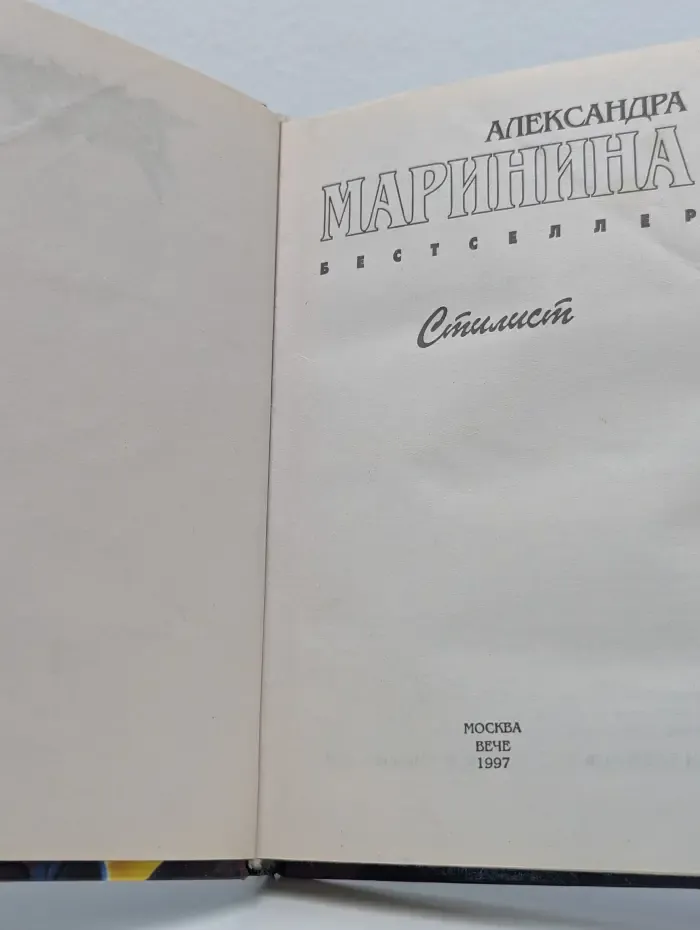 АЛЕКСАНДРА
МАРИНИНА
БЕСТСЕЛЛЕР
Стилист
МОСКВА
ВЕЧЕ
1997